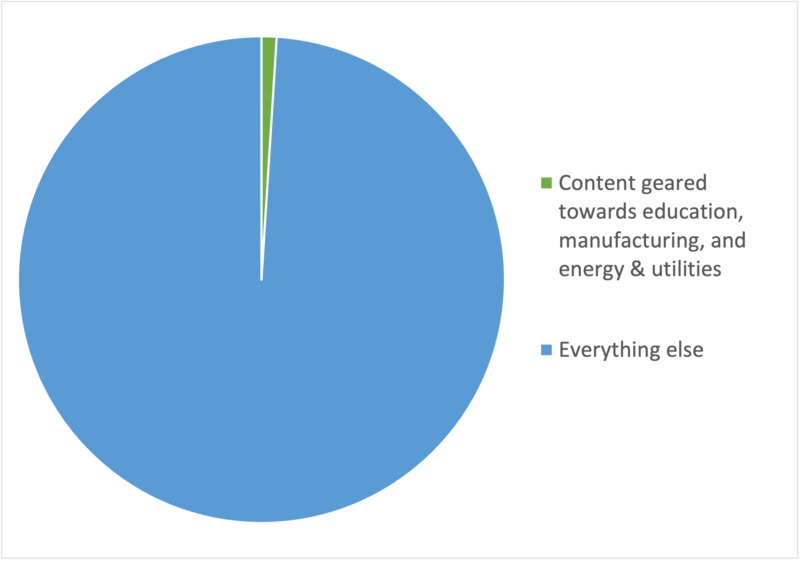 Content geared
towards education,
manufacturing, and
energy & utilities
Everything else